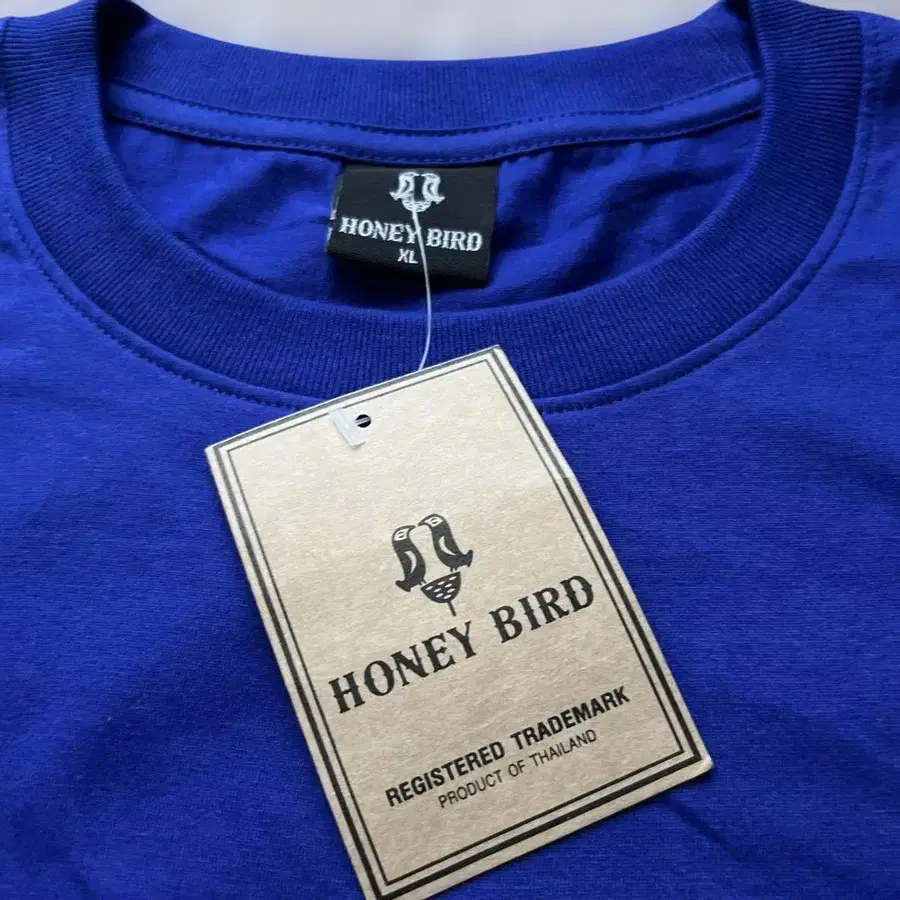 HONEY BIRD
XL
HONEY BIRD
REGISTERED TRADEMARK
PRODUCT OF THAILAND